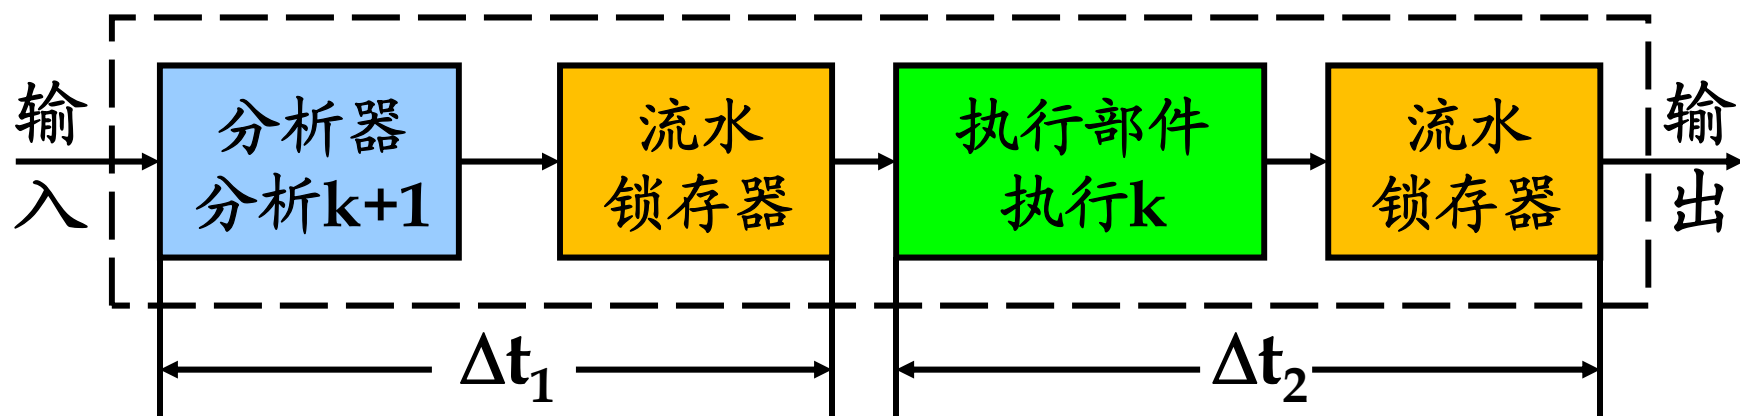 输入
分析器
分析k+1
流水
锁存器
执行部件
执行k
流水
锁存器
输出
Δt₁
Δt₂